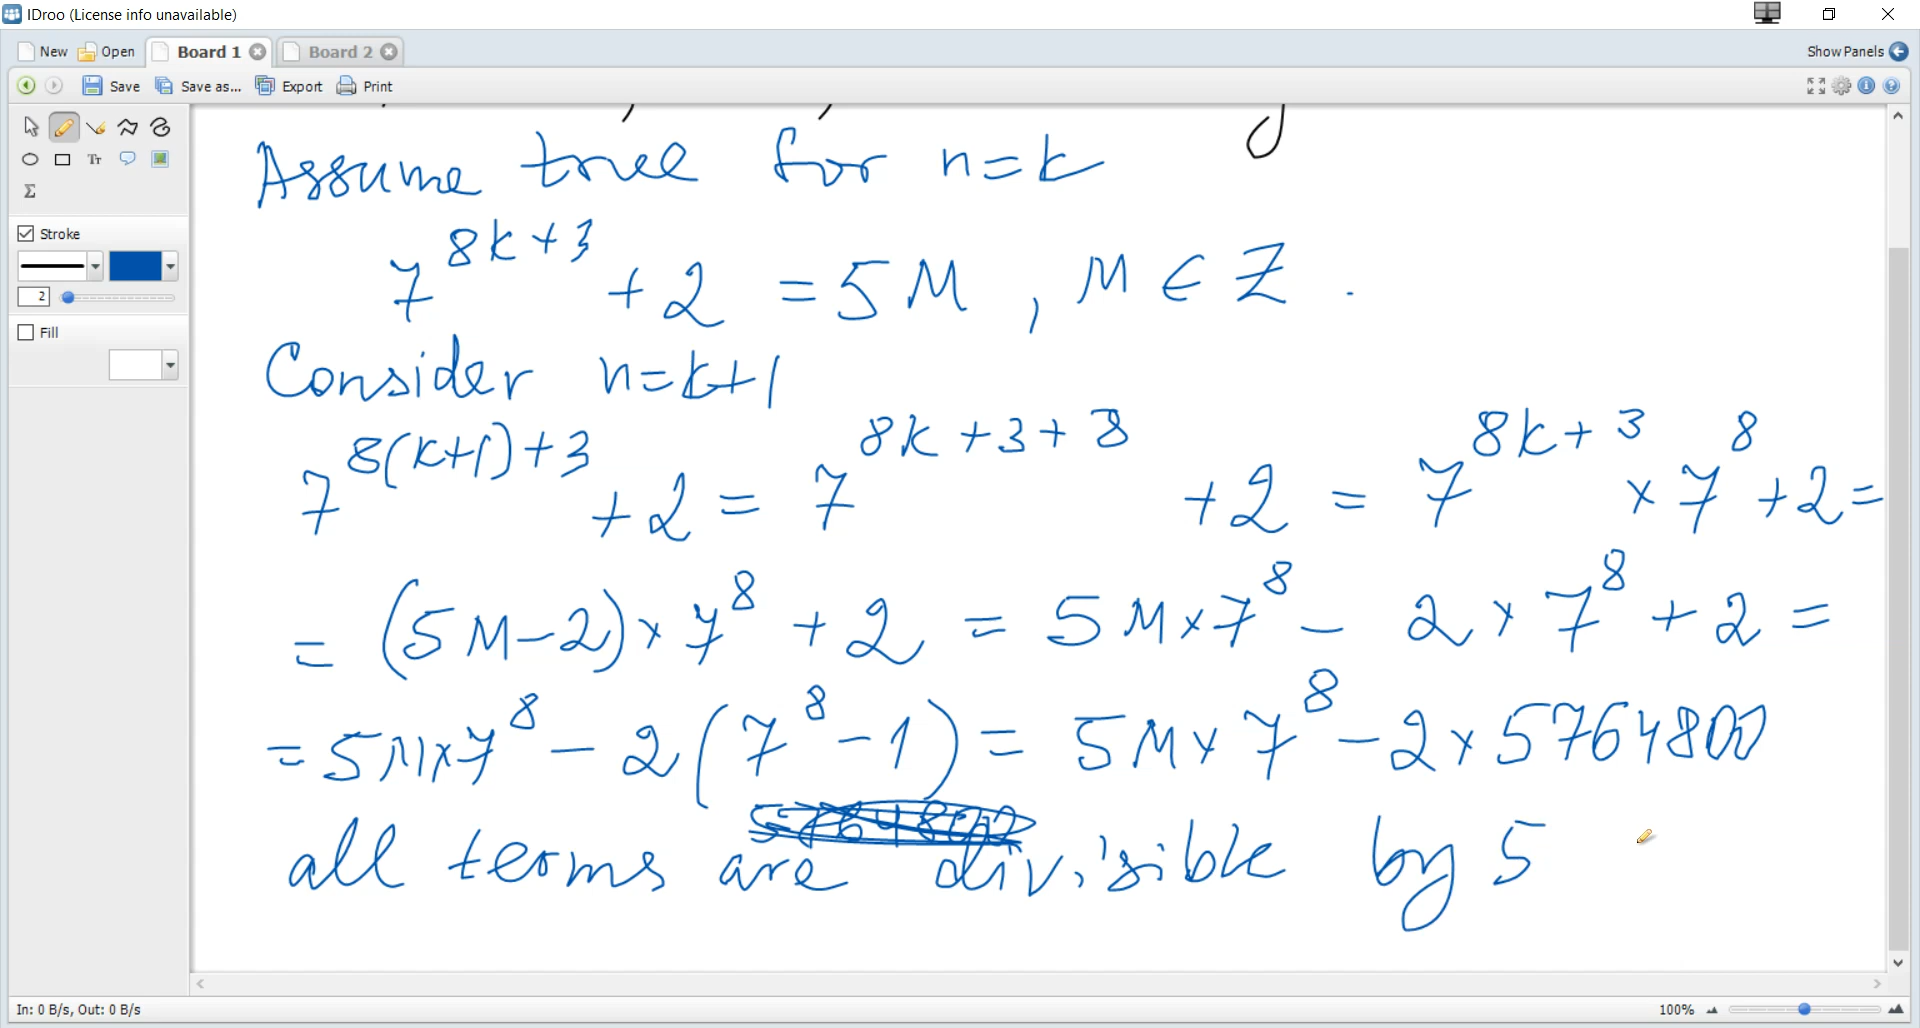 IDroo (License info unavailable)
New Open Board 1 Board 2 Show Panels
Save Save as... Export Print
Assume true for n=k
Tт
Σ
Stroke
7^{8k+3} +2 =5M , M∈Z .
2
Fill
Consider n=k+1
7^{8(k+1)+3} +2= 7^{8k+3+8} +2 = 7^{8k+3} ×7^8+2=
= (5M-2)×7^8 +2 = 5M×7^8 - 2×7^8 +2=
=5M×7^8 - 2(7^8-1)= 5M×7^8-2×5764800
all terms are divisible by 5
In: 0 B/s, Out: 0 B/s 100%